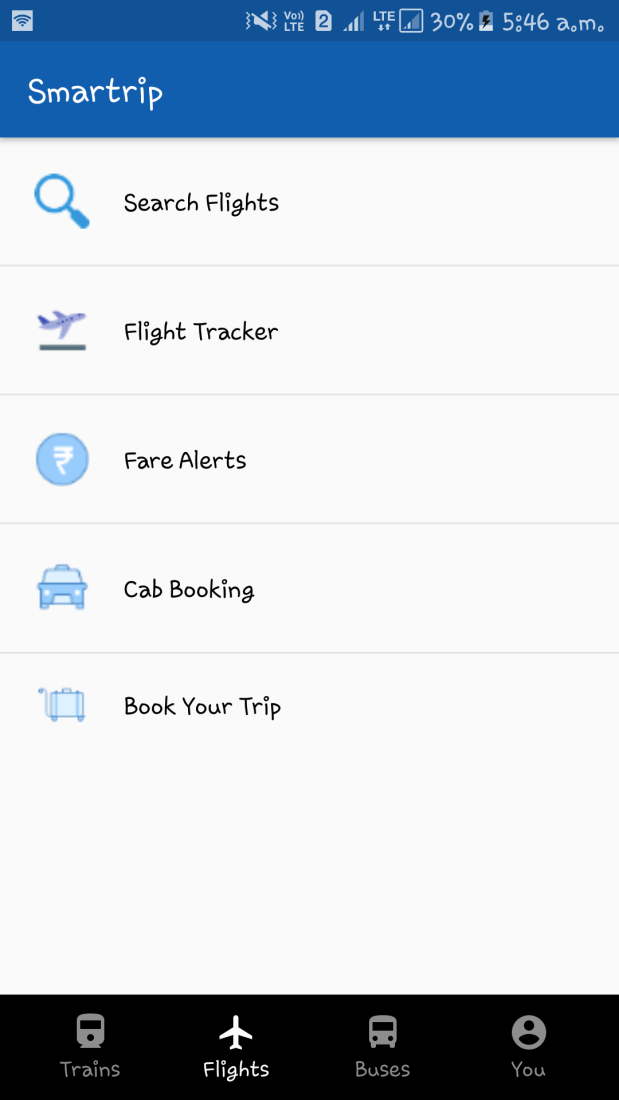 Vo)) LTE 2 LTE 30% 5:46 a.m.
Smartrip
Search Flights
Flight Tracker
₹ Fare Alerts
Cab Booking
Book Your Trip
Trains Flights Buses You